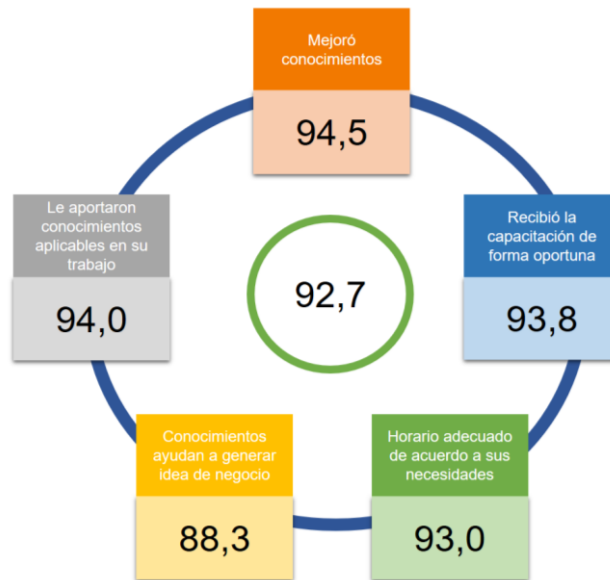 Mejoró
conocimientos
94,5
Recibió la
capacitación de
forma oportuna
93,8
Horario adecuado
de acuerdo a sus
necesidades
93,0
Conocimientos
ayudan a generar
idea de negocio
88,3
Le aportaron
conocimientos
aplicables en su
trabajo
94,0
92,7